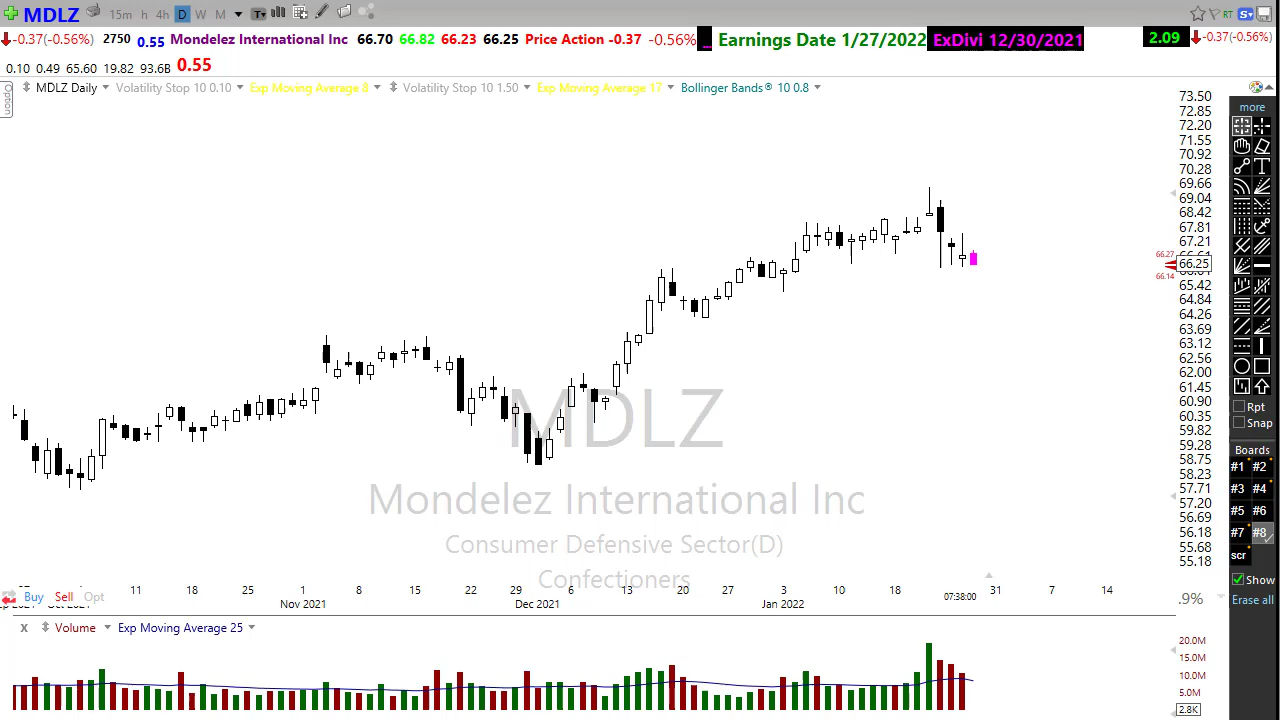 MDLZ 15m h 4h D W M T RT S
-0.37(-0.56%) 2750 0.55 Mondelez International Inc 66.70 66.82 66.23 66.25 Price Action -0.37 -0.56% ... Earnings Date 1/27/2022 ExDivi 12/30/2021 2.09 -0.37(-0.56%)
0.10 0.49 65.60 19.82 93.6B 0.55
Option
MDLZ Daily Volatility Stop 10 0.10 Exp Moving Average 8 Volatility Stop 10 1.50 Exp Moving Average 17 Bollinger Bands® 10 0.8
73.50
72.85
72.20
71.55
70.92
70.28
69.66
69.04
68.42
67.81
67.21
66.27
66.25
66.14
65.42
64.84
64.26
63.69
63.12
62.56
62.00
61.45
60.90
60.35
59.82
59.28
58.75
58.23
57.71
57.20
56.69
56.18
55.68
55.18
more
Rpt
Snap
Boards
#1 #2
#3 #4
#5 #6
#7 #8
scr
Show
Erase all
MDLZ
Mondelez International Inc
Consumer Defensive Sector(D)
Confectioners
11 18 25 8 15 22 29 6 13 20 27 3 10 18 07:38:00 31 7 14
Buy Sell Opt
Nov 2021 Dec 2021 Jan 2022
.9%
X Volume Exp Moving Average 25
20.0M
15.0M
10.0M
5.0M
2.8K